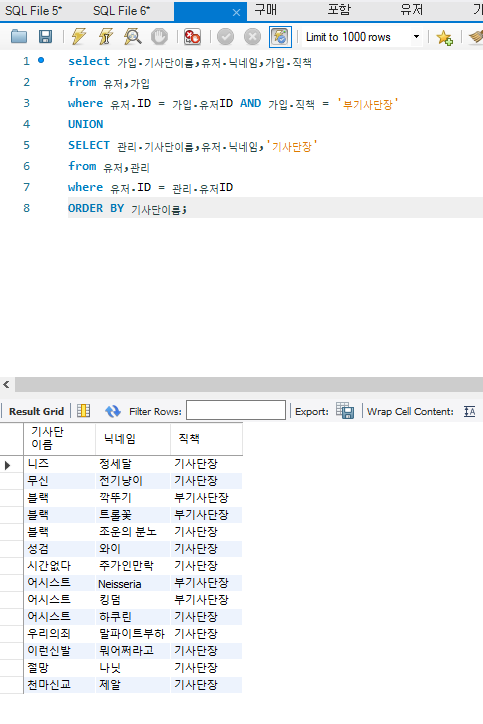 SQL File 5* SQL File 6* 구매 포함 유저
Limit to 1000 rows
1 select 가입.기사단이름,유저.닉네임,가입.직책
2 from 유저,가입
3 where 유저.ID = 가입.유저ID AND 가입.직책 = '부기사단장'
4 UNION
5 SELECT 관리.기사단이름,유저.닉네임,'기사단장'
6 from 유저,관리
7 where 유저.ID = 관리.유저ID
8 ORDER BY 기사단이름;
Result Grid Filter Rows: Export: Wrap Cell Content: IA
기사단
이름 닉네임 직책
니즈 정세달 기사단장
무신 전기냥이 기사단장
블랙 깍뚜기 부기사단장
블랙 트롤꽃 부기사단장
블랙 조운의 분노 기사단장
성검 와이 기사단장
시간없다 주가인만락 기사단장
어시스트 Neisseria 부기사단장
어시스트 킹덤 부기사단장
어시스트 하쿠린 기사단장
우리의죄 말파이트부하 기사단장
이런신발 뭐어쩌라고 기사단장
절망 나닛 기사단장
천마신교 제알 기사단장